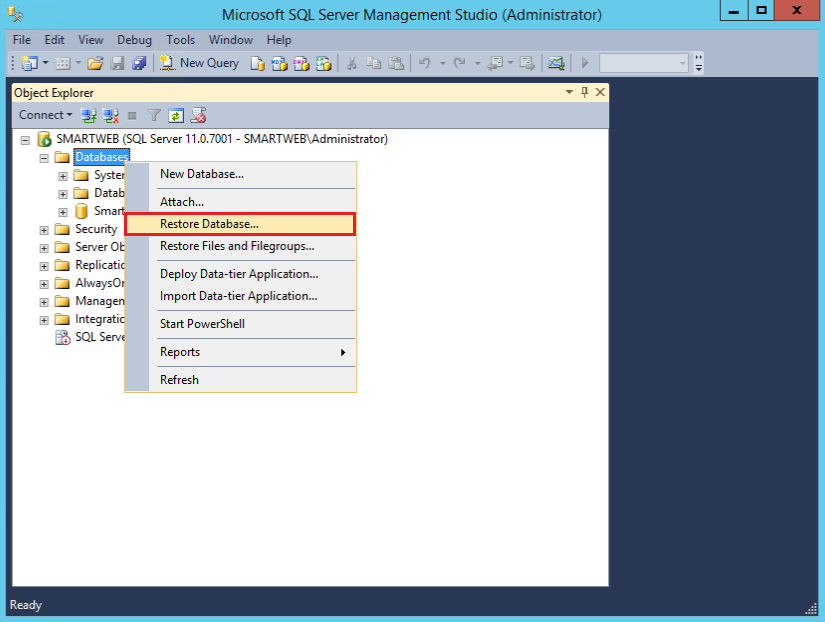 Microsoft SQL Server Management Studio (Administrator)
File Edit View Debug Tools Window Help
New Query
Object Explorer
Connect
SMARTWEB (SQL Server 11.0.7001 - SMARTWEB\Administrator)
Databases
Syster
Datab
Smart
Security
Server Ob
Replicatio
AlwaysOn
Managem
Integratio
SQL Serve
New Database...
Attach...
Restore Database...
Restore Files and Filegroups...
Deploy Data-tier Application...
Import Data-tier Application...
Start PowerShell
Reports
Refresh
Ready